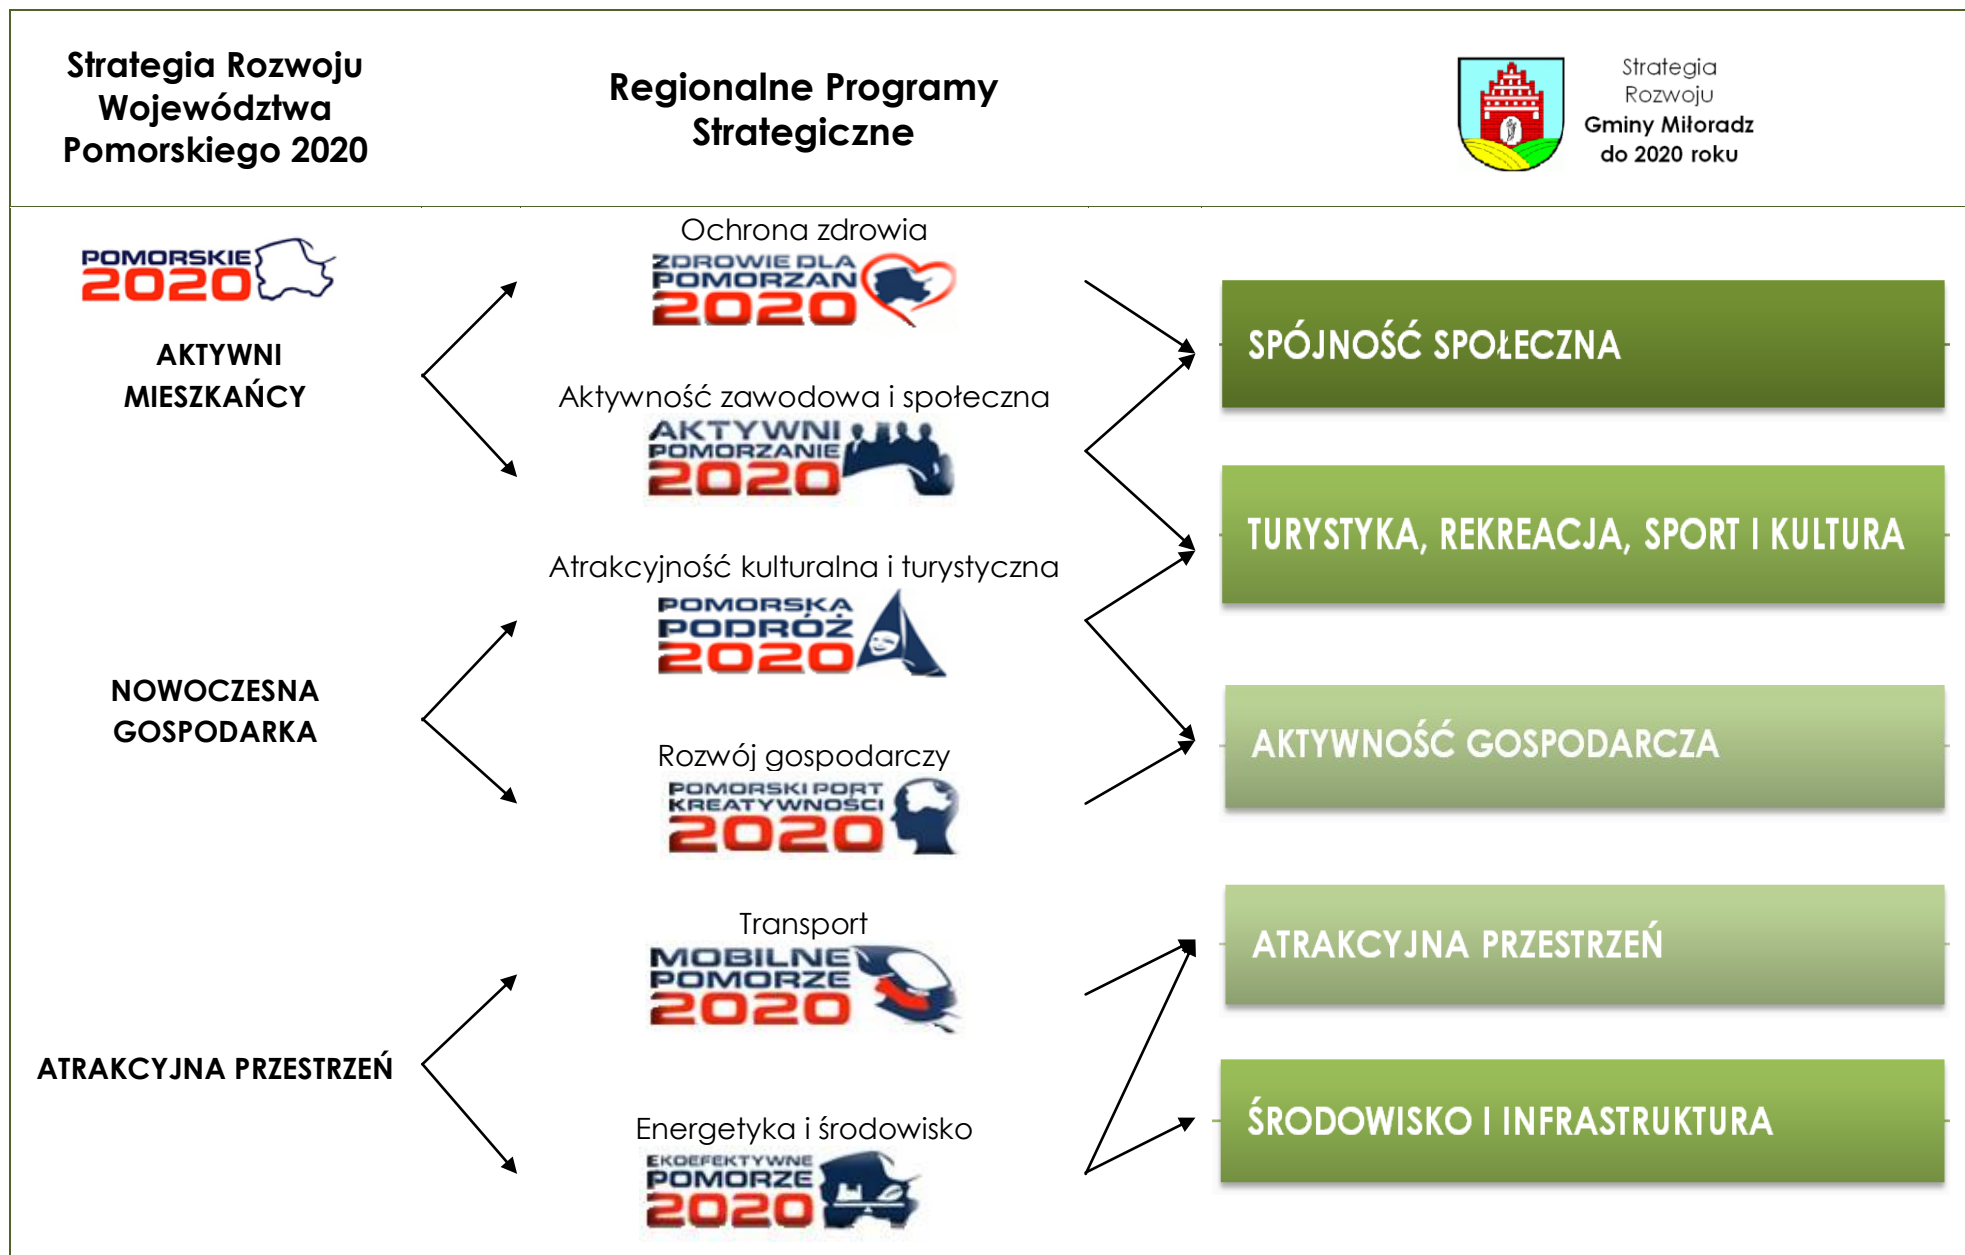 Strategia Rozwoju
Województwa
Pomorskiego 2020
Regionalne Programy
Strategiczne
Strategia
Rozwoju
Gminy Miłoradz
do 2020 roku
POMORSKIE
2020
AKTYWNI
MIESZKAŃCY
NOWOCZESNA
GOSPODARKA
ATRAKCYJNA PRZESTRZEŃ
Ochrona zdrowia
ZDROWIE DLA
POMORZAN
2020
Aktywność zawodowa i społeczna
AKTYWNI
POMORZANIE
2020
Atrakcyjność kulturalna i turystyczna
POMORSKA
PODRÓŻ
2020
Rozwój gospodarczy
POMORSKI PORT
KREATYWNOŚCI
2020
Transport
MOBILNE
POMORZE
2020
Energetyka i środowisko
EKOEFEKTYWNE
POMORZE
2020
SPÓJNOŚĆ SPOŁECZNA
TURYSTYKA, REKREACJA, SPORT I KULTURA
AKTYWNOŚĆ GOSPODARCZA
ATRAKCYJNA PRZESTRZEŃ
ŚRODOWISKO I INFRASTRUKTURA